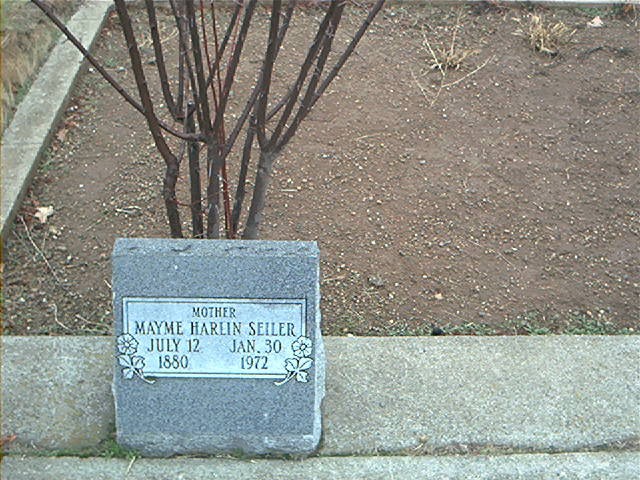 MOTHER
MAYME HARLIN SEILER
JULY 12 JAN. 30
1880 1972